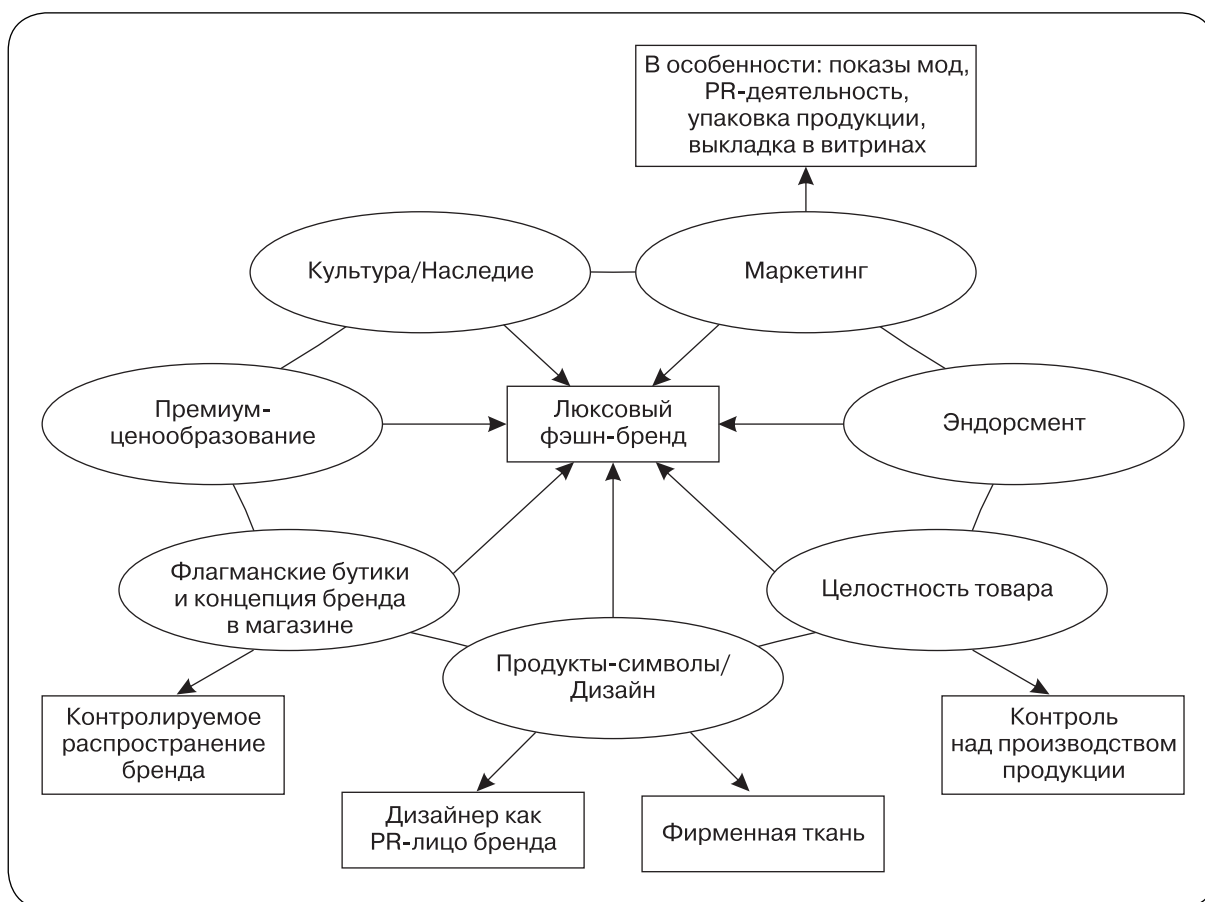 В особенности: показы мод,
PR-деятельность,
упаковка продукции,
выкладка в витринах
Культура/Наследие
Маркетинг
Премиум-
ценообразование
Люксовый
фэшн-бренд
Эндорсмент
Флагманские бутики
и концепция бренда
в магазине
Целостность товара
Продукты-символы/
Дизайн
Контролируемое
распространение
бренда
Контроль
над производством
продукции
Дизайнер как
PR-лицо бренда
Фирменная ткань